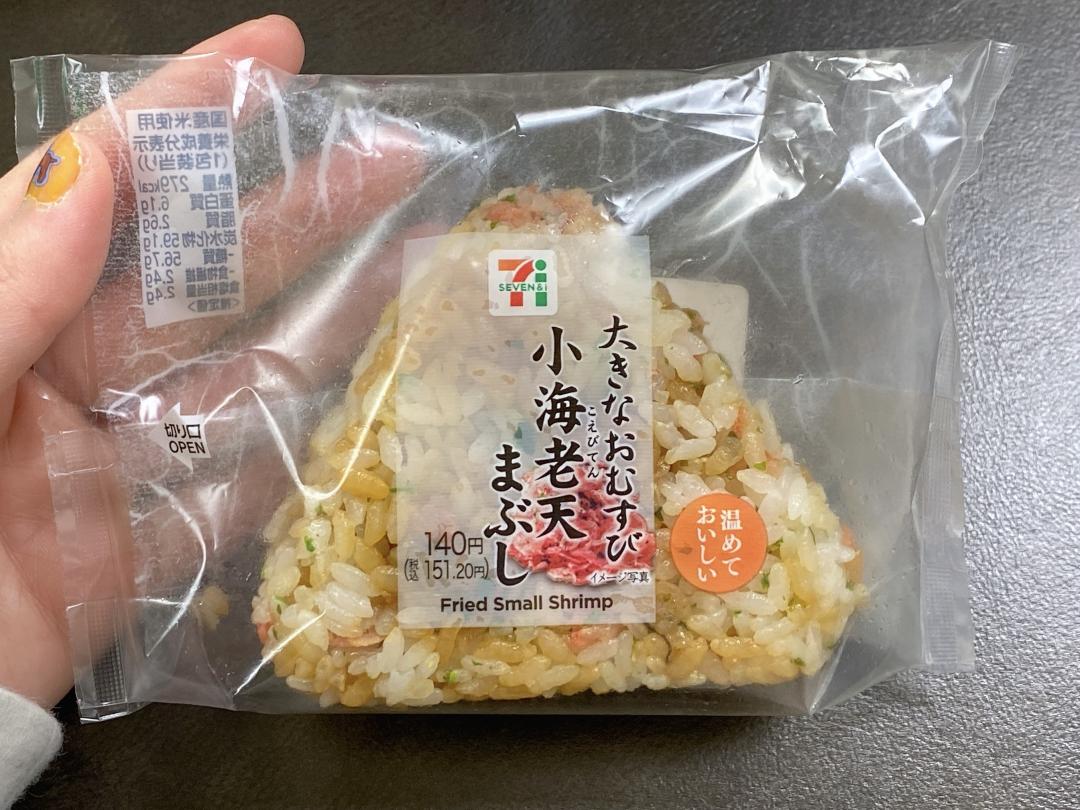 国産米使用
栄養成分表示
(1包装当り)
熱量 279kcal
蛋白質 6.1g
脂質 2.6g
炭水化物 59.1g
-糖質 56.7g
-食物繊維 2.4g
食塩相当量 2.4g
<推定値>
切り口
OPEN
7i
SEVEN&i
大きなおむすび
こえびてん
小海老天
まぶし
140円
(税込 151.20円)
イメージ写真
Fried Small Shrimp
温めて
おいしい